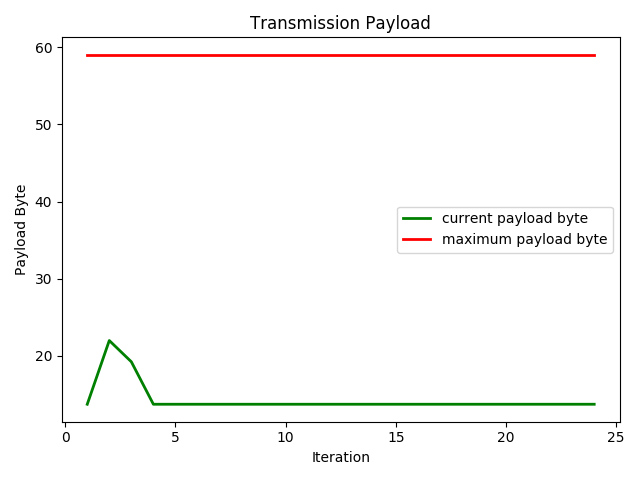 Transmission Payload
60
50
40
30
20
Payload Byte
current payload byte
maximum payload byte
0 5 10 15 20 25
Iteration